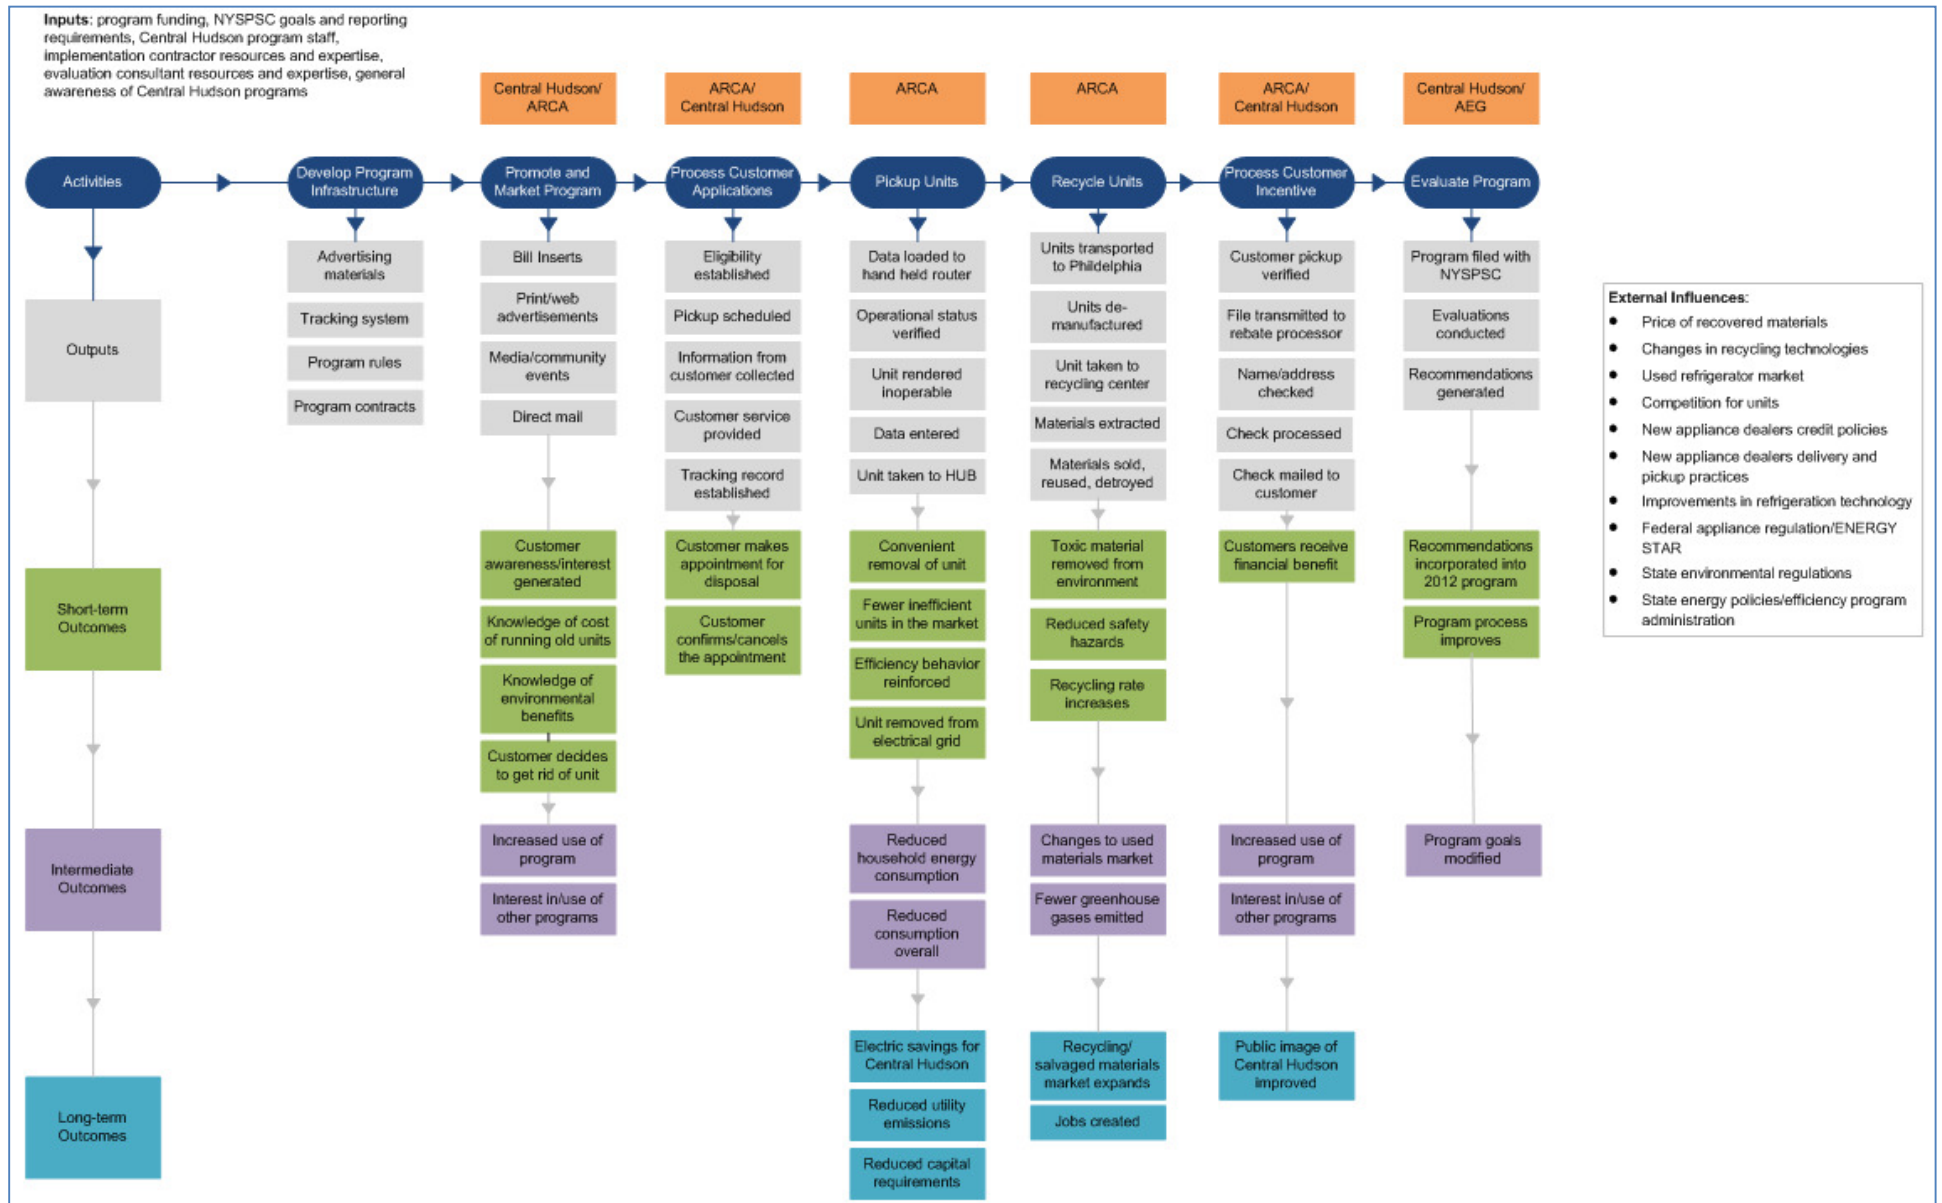 Inputs: program funding, NYSPSC goals and reporting
requirements, Central Hudson program staff,
implementation contractor resources and expertise,
evaluation consultant resources and expertise, general
awareness of Central Hudson programs
Central Hudson/
ARCA
ARCA/
Central Hudson
ARCA
ARCA
ARCA/
Central Hudson
Central Hudson/
AEG
Activities
Develop Program
Infrastructure
Promote and
Market Program
Process Customer
Applications
Pickup Units
Recycle Units
Process Customer
Incentive
Evaluate Program
Outputs
Advertising
materials
Tracking system
Program rules
Program contracts
Bill Inserts
Print/web
advertisements
Media/community
events
Direct mail
Eligibility
established
Pickup scheduled
Information from
customer collected
Customer service
provided
Tracking record
established
Data loaded to
hand held router
Operational status
verified
Unit rendered
inoperable
Data entered
Unit taken to HUB
Units transported
to Phildelphia
Units de-
manufactured
Unit taken to
recycling center
Materials extracted
Materials sold,
reused, detroyed
Customer pickup
verified
File transmitted to
rebate processor
Name/address
checked
Check processed
Check mailed to
customer
Program filed with
NYSPSC
Evaluations
conducted
Recommendations
generated
Short-term
Outcomes
Customer
awareness/interest
generated
Knowledge of cost
of running old units
Knowledge of
environmental
benefits
Customer decides
to get rid of unit
Customer makes
appointment for
disposal
Customer
confirms/cancels
the appointment
Convenient
removal of unit
Fewer inefficient
units in the market
Efficiency behavior
reinforced
Unit removed from
electrical grid
Toxic material
removed from
environment
Reduced safety
hazards
Recycling rate
increases
Customers receive
financial benefit
Recommendations
incorporated into
2012 program
Program process
improves
Intermediate
Outcomes
Increased use of
program
Interest in/use of
other programs
Reduced
household energy
consumption
Reduced
consumption
overall
Changes to used
materials market
Fewer greenhouse
gases emitted
Increased use of
program
Interest in/use of
other programs
Program goals
modified
Long-term
Outcomes
Electric savings for
Central Hudson
Reduced utility
emissions
Reduced capital
requirements
Recycling/
salvaged materials
market expands
Jobs created
Public image of
Central Hudson
improved
External Influences:
● Price of recovered materials
● Changes in recycling technologies
● Used refrigerator market
● Competition for units
● New appliance dealers credit policies
● New appliance dealers delivery and
pickup practices
● Improvements in refrigeration technology
● Federal appliance regulation/ENERGY
STAR
● State environmental regulations
● State energy policies/efficiency program
administration